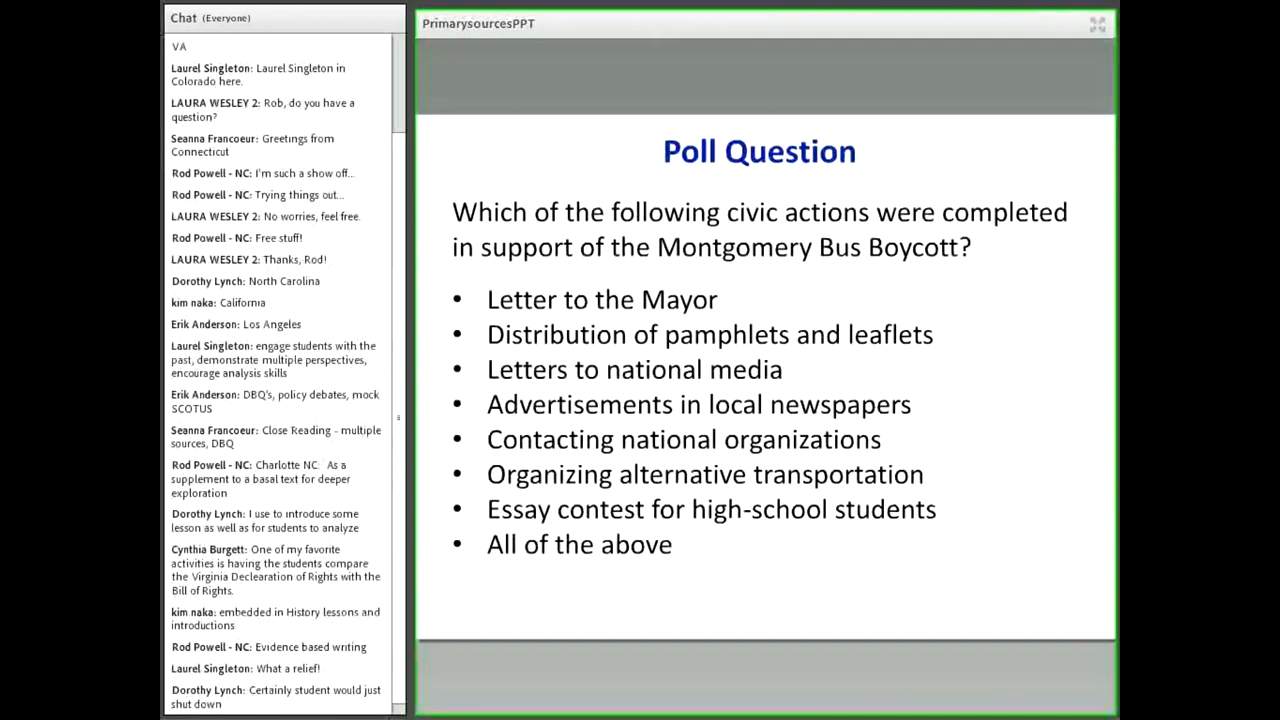 Chat (Everyone)
VA
Laurel Singleton: Laurel Singleton in
Colorado here.
LAURA WESLEY 2: Rob, do you have a
question?
Seanna Francoeur: Greetings from
Connecticut
Rod Powell - NC: I'm such a show off...
Rod Powell - NC: Trying things out...
LAURA WESLEY 2: No worries, feel free.
Rod Powell - NC: Free stuff!
LAURA WESLEY 2: Thanks, Rod!
Dorothy Lynch: North Carolina
kim naka: California
Erik Anderson: Los Angeles
Laurel Singleton: engage students with the
past, demonstrate multiple perspectives,
encourage analysis skills
Erik Anderson: DBQ's, policy debates, mock
SCOTUS
Seanna Francoeur: Close Reading - multiple
sources, DBQ
Rod Powell - NC: Charlotte NC: As a
supplement to a basal text for deeper
exploration
Dorothy Lynch: I use to introduce some
lesson as well as for students to analyze
Cynthia Burgett: One of my favorite
activities is having the students compare
the Virginia Decleration of Rights with the
Bill of Rights.
kim naka: embedded in History lessons and
introductions
Rod Powell - NC: Evidence based writing
Laurel Singleton: What a relief!
Dorothy Lynch: Certainly student would just
shut down
s
PrimarysourcesPPT
Poll Question
Which of the following civic actions were completed
in support of the Montgomery Bus Boycott?
• Letter to the Mayor
• Distribution of pamphlets and leaflets
• Letters to national media
• Advertisements in local newspapers
• Contacting national organizations
• Organizing alternative transportation
• Essay contest for high-school students
• All of the above